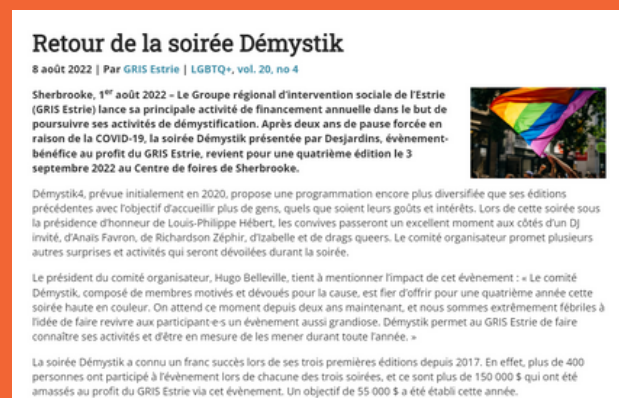 Retour de la soirée Démystik
8 août 2022 | Par GRIS Estrie | LGBTQ+, vol. 20, no 4
Sherbrooke, 1er août 2022 – Le Groupe régional d'intervention sociale de l'Estrie
(GRIS Estrie) lance sa principale activité de financement annuelle dans le but de
poursuivre ses activités de démystification. Après deux ans de pause forcée en
raison de la COVID-19, la soirée Démystik présentée par Desjardins, évènement-
bénéfice au profit du GRIS Estrie, revient pour une quatrième édition le 3
septembre 2022 au Centre de foires de Sherbrooke.
Démystik4, prévue initialement en 2020, propose une programmation encore plus diversifiée que ses éditions
précédentes avec l'objectif d'accueillir plus de gens, quels que soient leurs goûts et intérêts. Lors de cette soirée sous
la présidence d'honneur de Louis-Philippe Hébert, les convives passeront un excellent moment aux côtés d'un DJ
invité, d'Anaïs Favron, de Richardson Zéphir, d'Izabelle et de drags queers. Le comité organisateur promet plusieurs
autres surprises et activités qui seront dévoilées durant la soirée.
Le président du comité organisateur, Hugo Belleville, tient à mentionner l'impact de cet évènement : « Le comité
Démystik, composé de membres motivés et dévoués pour la cause, est fier d'offrir pour une quatrième année cette
soirée haute en couleur. On attend ce moment depuis deux ans maintenant, et nous sommes extrêmement fébriles à
l'idée de faire revivre aux participant·e·s un évènement aussi grandiose. Démystik permet au GRIS Estrie de faire
connaître ses activités et d'être en mesure de les mener durant toute l'année. »
La soirée Démystik a connu un franc succès lors de ses trois premières éditions depuis 2017. En effet, plus de 400
personnes ont participé à l'évènement lors de chacune des trois soirées, et ce sont plus de 150 000 $ qui ont été
amassés au profit du GRIS Estrie via cet évènement. Un objectif de 55 000 $ a été établi cette année.